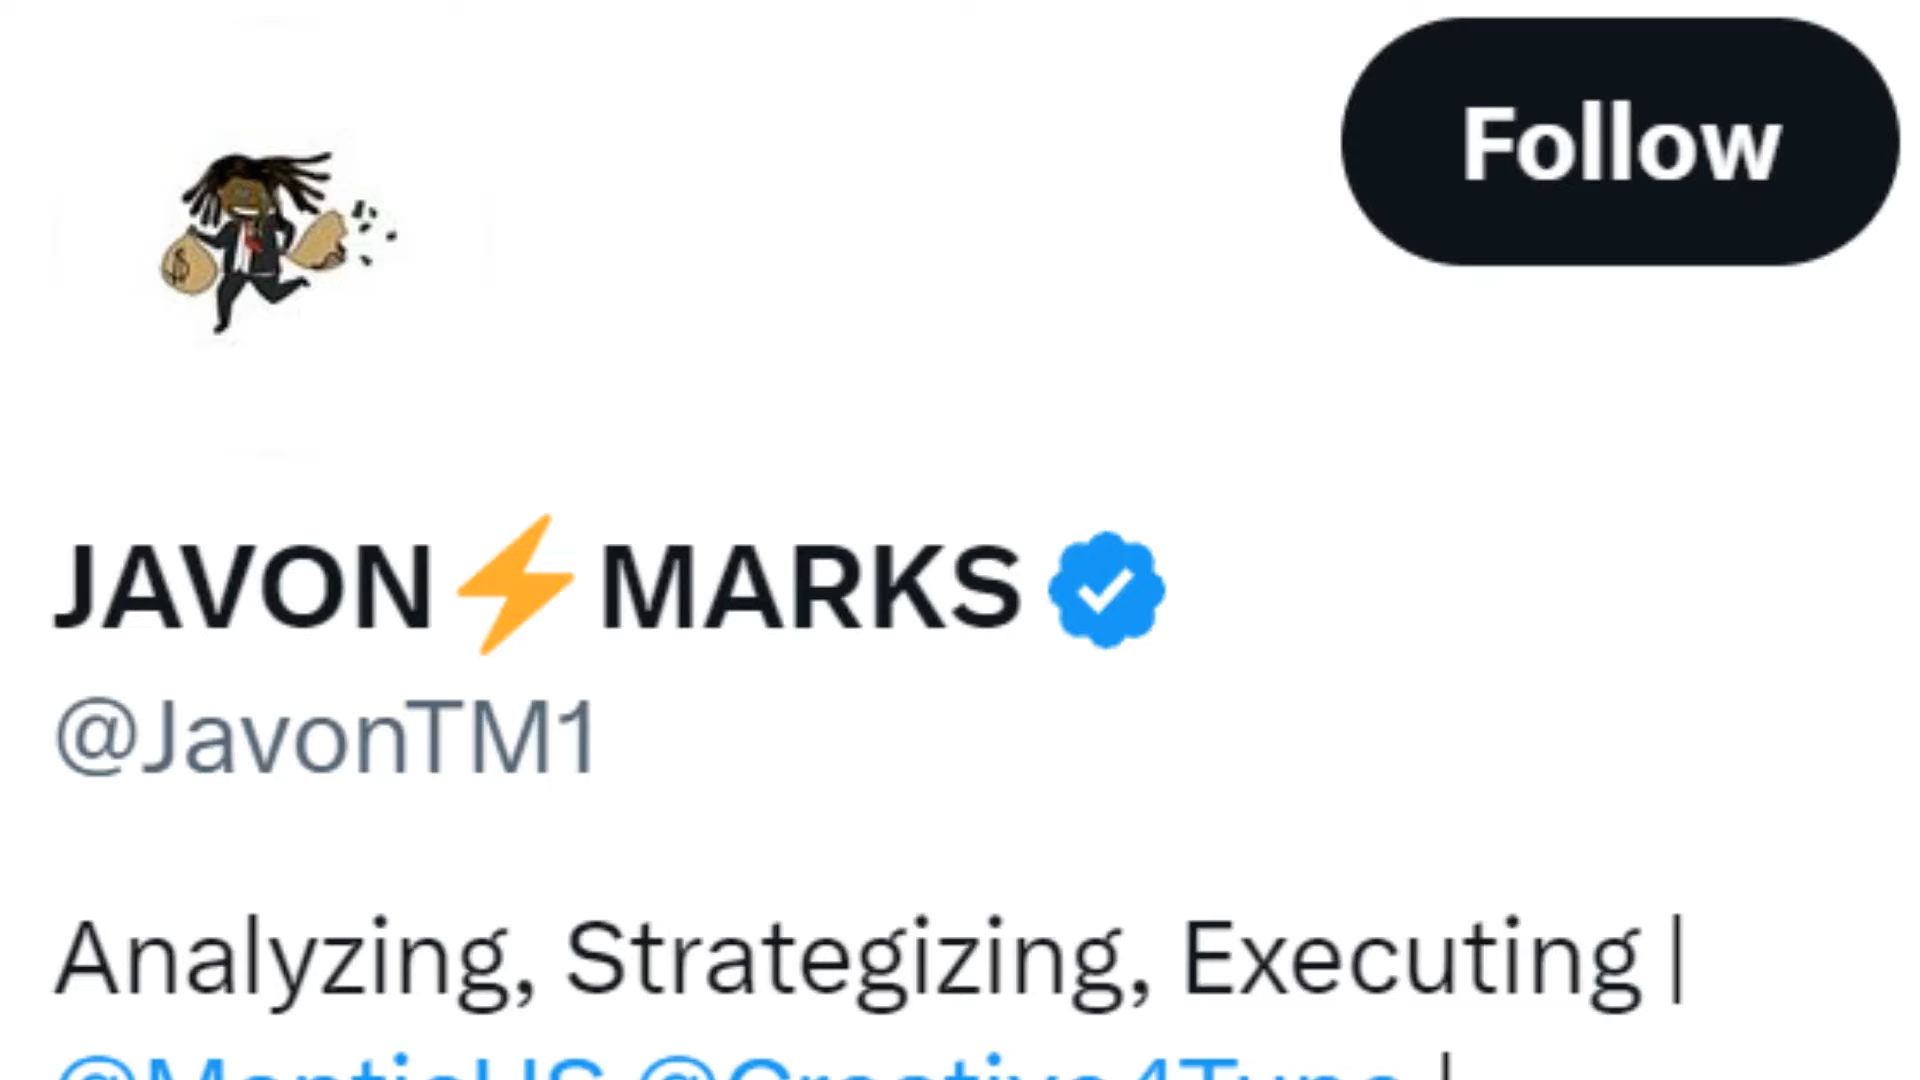 Follow
JAVON⚡MARKS
@JavonTM1
Analyzing, Strategizing, Executing |